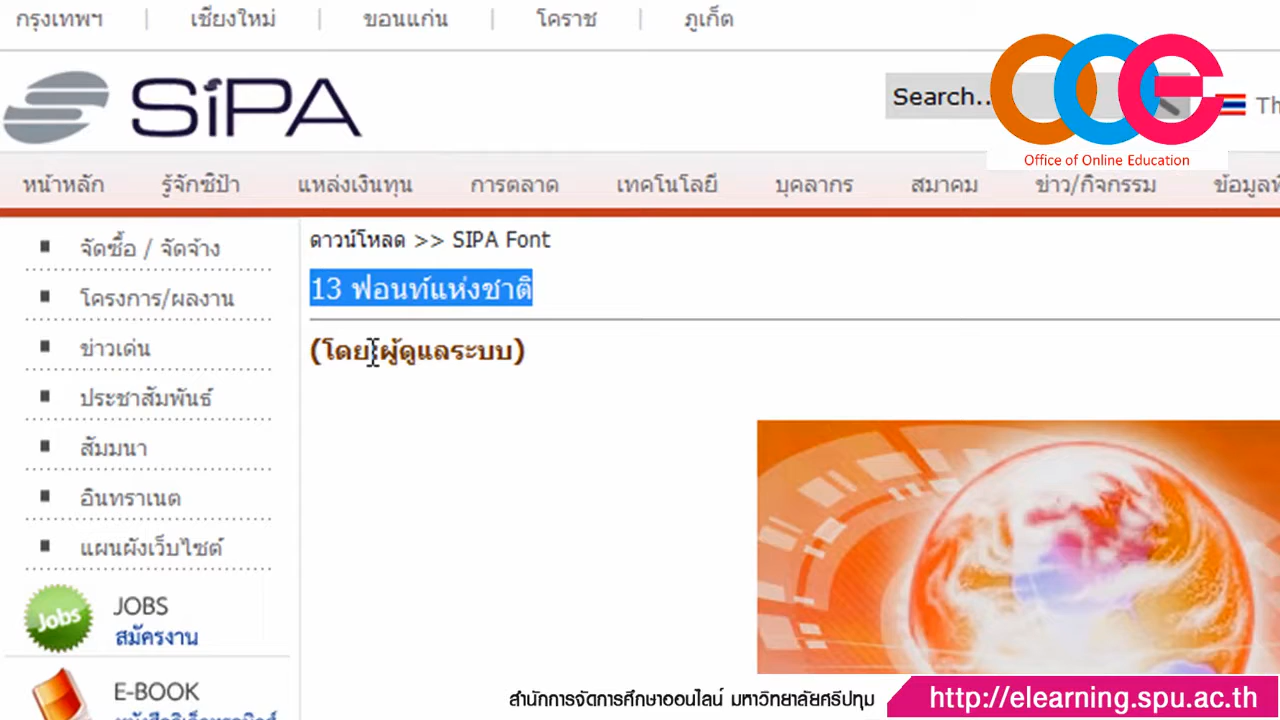 กรุงเทพฯ | เชียงใหม่ | ขอนแก่น | โคราช | ภูเก็ต
SiPA
Search..
Th
Office of Online Education
หน้าหลัก รู้จักซิป้า แหล่งเงินทุน การตลาด เทคโนโลยี บุคลากร สมาคม ข่าว/กิจกรรม
ดาวน์โหลด >> SIPA Font
13 ฟอนท์แห่งชาติ
(โดย ผู้ดูแลระบบ)
จัดซื้อ / จัดจ้าง
โครงการ/ผลงาน
ข่าวเด่น
ประชาสัมพันธ์
สัมมนา
อินทราเนต
แผนผังเว็บไซต์
Jobs
JOBS
สมัครงาน
E-BOOK
สำนักการจัดการศึกษาออนไลน์ มหาวิทยาลัยศรีปทุม
http://elearning.spu.ac.th